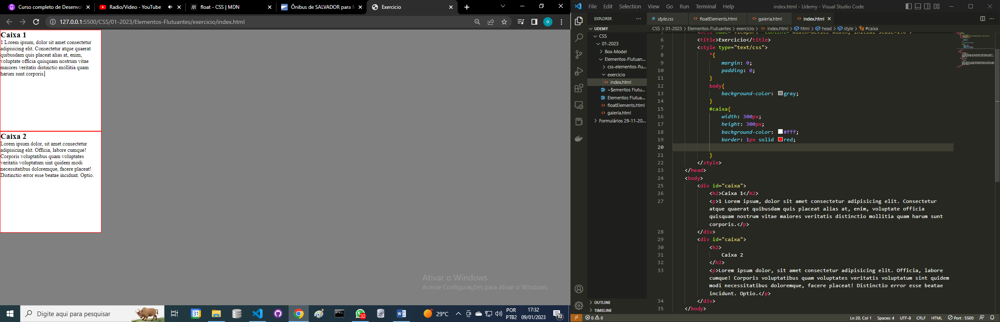 Curso completo de Desenvol
Radio/Video - YouTube
float - CSS | MDN
Ônibus de SALVADOR para M
Exercicio
127.0.0.1:5500/CSS/01-2023/Elementos-Flutuantes/exercicio/index.html
Caixa 1
1 Lorem ipsum, dolor sit amet consectetur
adipisicing elit. Consectetur atque quaerat
quibusdam quis placeat alias at, enim,
voluptate officia quisquam nostrum vitae
maiores veritatis distinctio mollitia quam
harum sunt corporis.
Caixa 2
Lorem ipsum dolor, sit amet consectetur
adipisicing elit. Officia, labore cumque!
Corporis voluptatibus quam voluptates
veritatis voluptatum sint quidem modi
necessitatibus doloremque, facere placeat!
Distinctio error esse beatae incidunt. Optio.
Ativar o Windows
Acesse Configurações para ativar o Windows.
Digite aqui para pesquisar
31
32
29°C
POR
PTB2
17:32
09/01/2023
10
File Edit Selection View Go Run Terminal Help
index.html - Udemy - Visual Studio Code
EXPLORER
UDEMY
CSS
01-2023
Box-Model
Elementos-Flutuan...
css-elementos-flu...
exercicio
index.html
~$ementos Flutu...
Elementos Flutua...
floatElements.html
galeria.html
Formulários 29-11-20...
OUTLINE
TIMELINE
style.css
floatElements.html
galeria.html
index.html
CSS > 01-2023 > Elementos-Flutuantes > exercicio > index.html > html > head > style > #caixa
5 <meta name="viewport" content="width=device-width, initial-scale=1.0">
6 <title>Exercicio</title>
7 <style type="text/css">
8 *{
9 margin: 0;
10 padding: 0;
11 }
12 body{
13 background-color: gray;
14 }
15 #caixa{
16 width: 300px;
17 height: 300px;
18 background-color: #fff;
19 border: 1px solid red;
20
21 }
22 </style>
23 </head>
24 <body>
25 <div id="caixa">
26 <h2>Caixa 1</h2>
27 <p>1 Lorem ipsum, dolor sit amet consectetur adipisicing elit. Consectetur
atque quaerat quibusdam quis placeat alias at, enim, voluptate officia
quisquam nostrum vitae maiores veritatis distinctio mollitia quam harum sunt
corporis.</p>
28 </div>
29 <div id="caixa">
30 <h2>
31 Caixa 2
32 </h2>
33 <p>Lorem ipsum dolor, sit amet consectetur adipisicing elit. Officia, labore
cumque! Corporis voluptatibus quam voluptates veritatis voluptatum sint quidem
modi necessitatibus doloremque, facere placeat! Distinctio error esse beatae
incidunt. Optio.</p>
34 </div>
35 </body>
0 0
Ln 20, Col 1 Spaces: 4 UTF-8 CRLF HTML Port : 5500